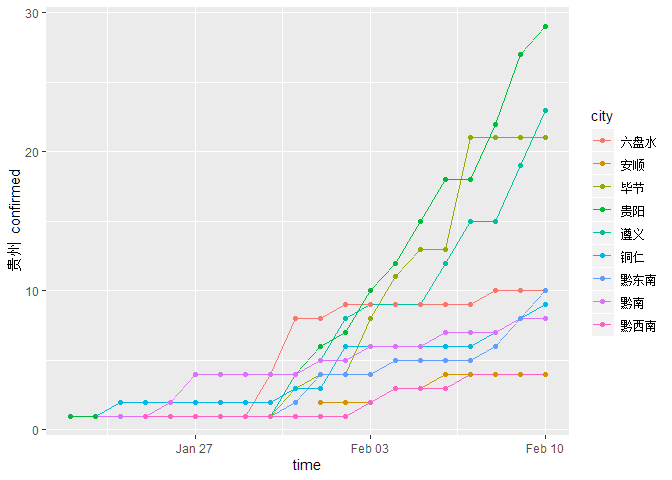 30
20
10
0
贵州 confirmed
Jan 27
Feb 03
Feb 10
time
city
六盘水
安顺
毕节
贵阳
遵义
铜仁
黔东南
黔南
黔西南